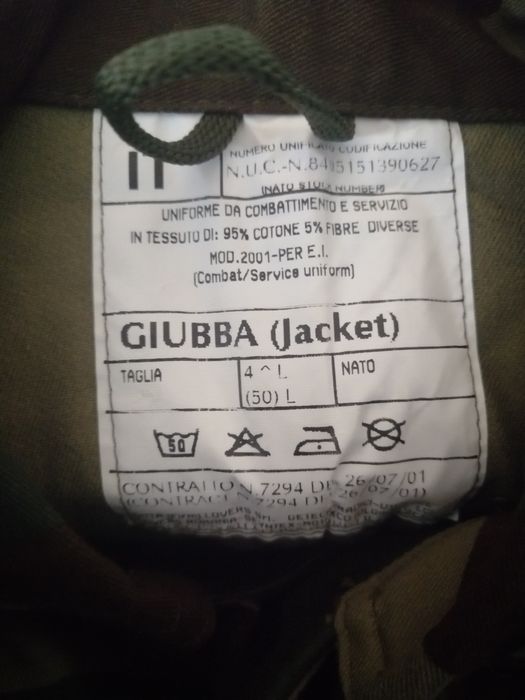 IT
NUMERO UNIFICATO CODIFICAZIONE
N.U.C.-N.8415151390627
(NATO STOCK NUMBER)
UNIFORME DA COMBATTIMENTO E SERVIZIO
IN TESSUTO DI: 95% COTONE 5% FIBRE DIVERSE
MOD.2001-PER E.I.
(Combat/Service uniform)
GIUBBA (Jacket)
TAGLIA
4 ^ L
(50) L
NATO
50
CONTRATTO N.7294 DEL 26/07/01
(CONTRACT N.7294 DEL 26/07/01)